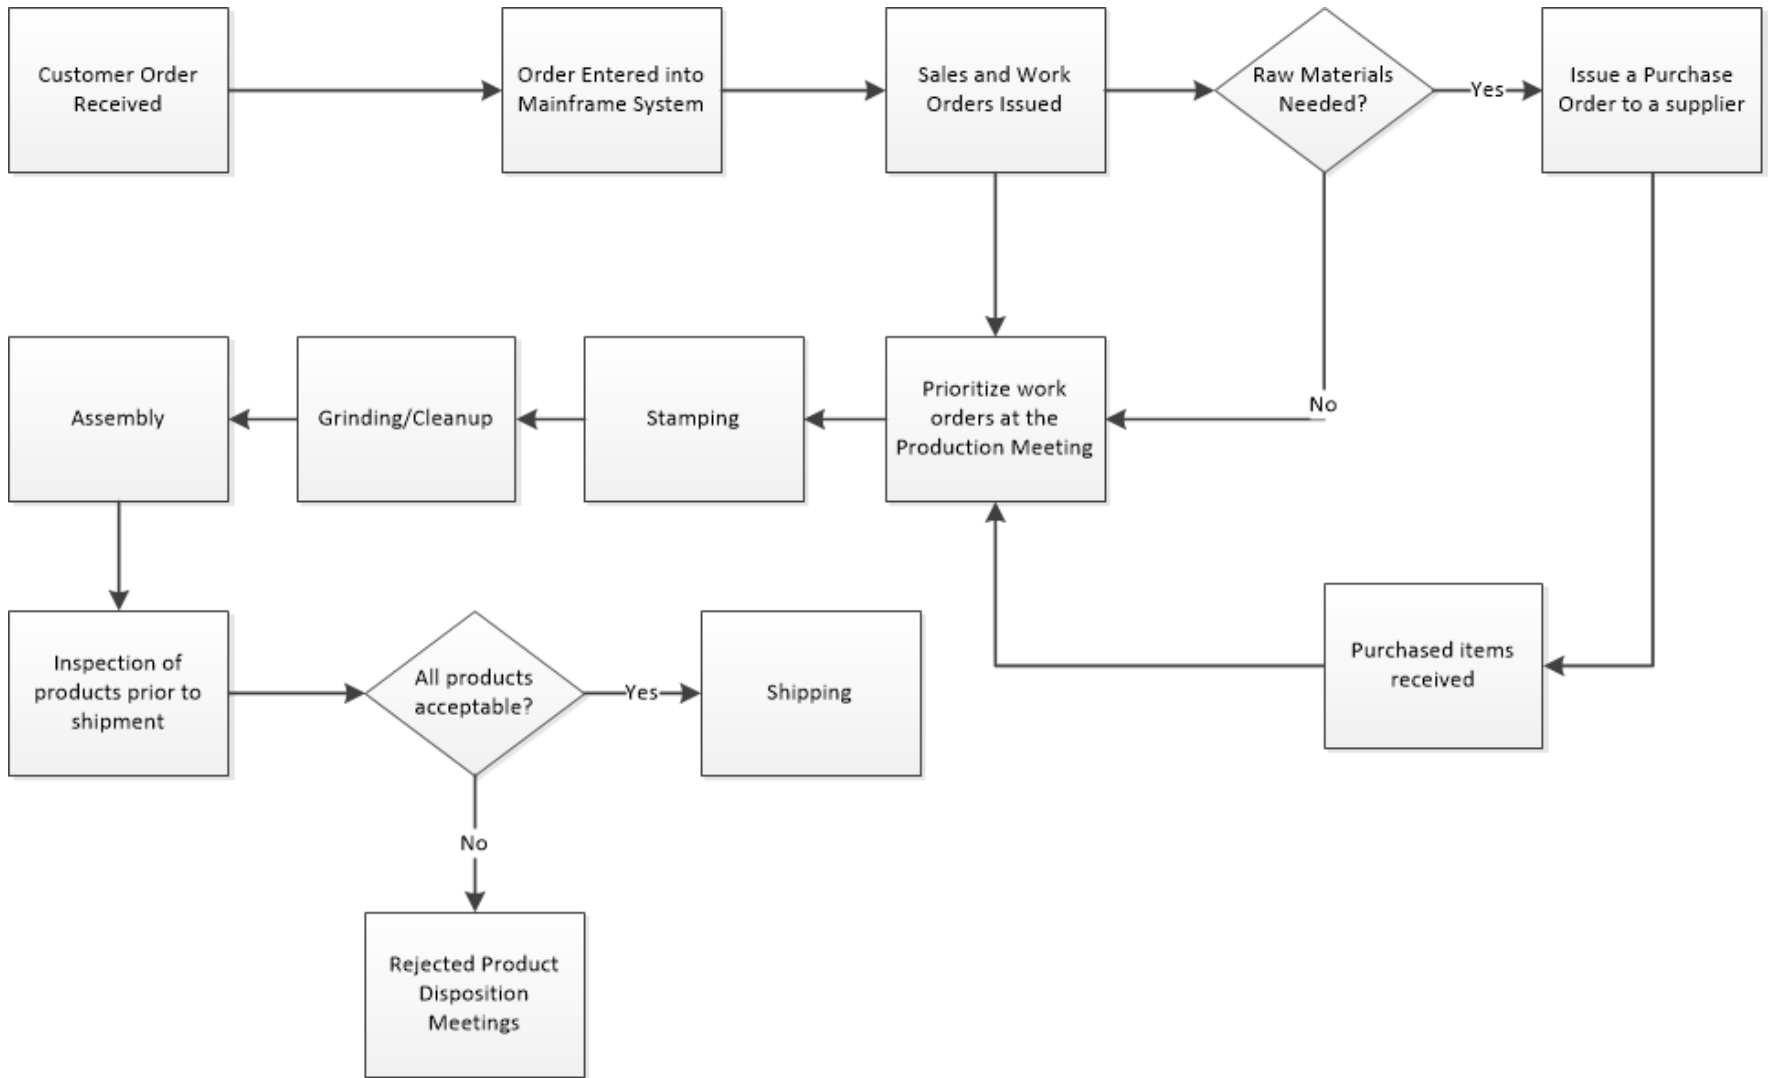 Customer Order
Received
Order Entered into
Mainframe System
Sales and Work
Orders Issued
Raw Materials
Needed?
Yes
Issue a Purchase
Order to a supplier
No
Assembly
Grinding/Cleanup
Stamping
Prioritize work
orders at the
Production Meeting
Inspection of
products prior to
shipment
All products
acceptable?
Yes
Shipping
Purchased items
received
No
Rejected Product
Disposition
Meetings